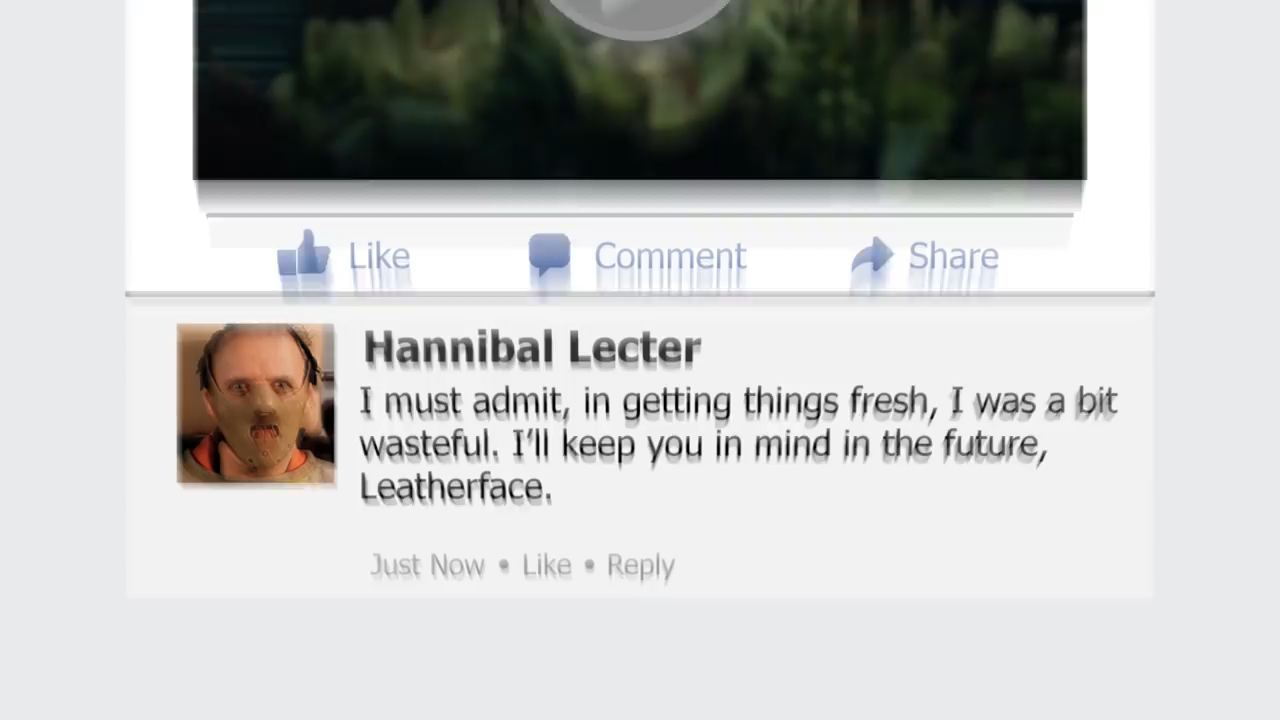 Like Comment Share
Hannibal Lecter
I must admit, in getting things fresh, I was a bit
wasteful. I’ll keep you in mind in the future,
Leatherface.
Just Now • Like • Reply